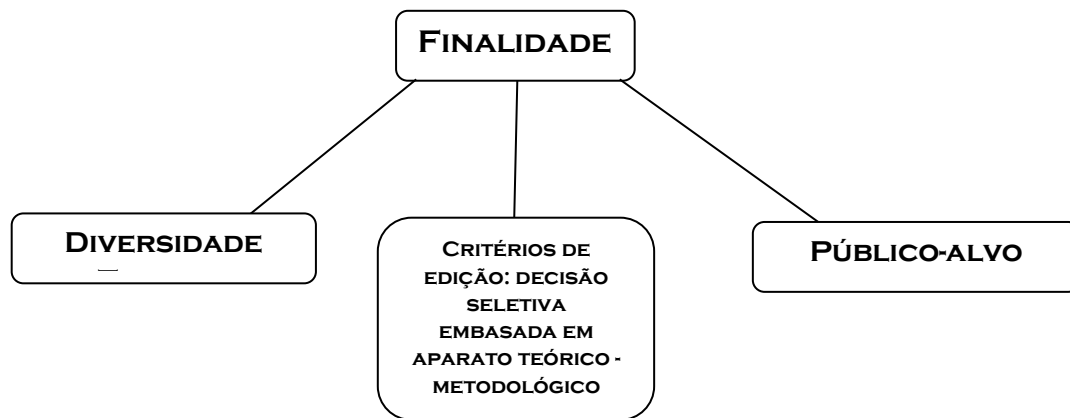 FINALIDADE
DIVERSIDADE
CRITÉRIOS DE
EDIÇÃO: DECISÃO
SELETIVA
EMBASADA EM
APARATO TEÓRICO -
METODOLÓGICO
PÚBLICO-ALVO